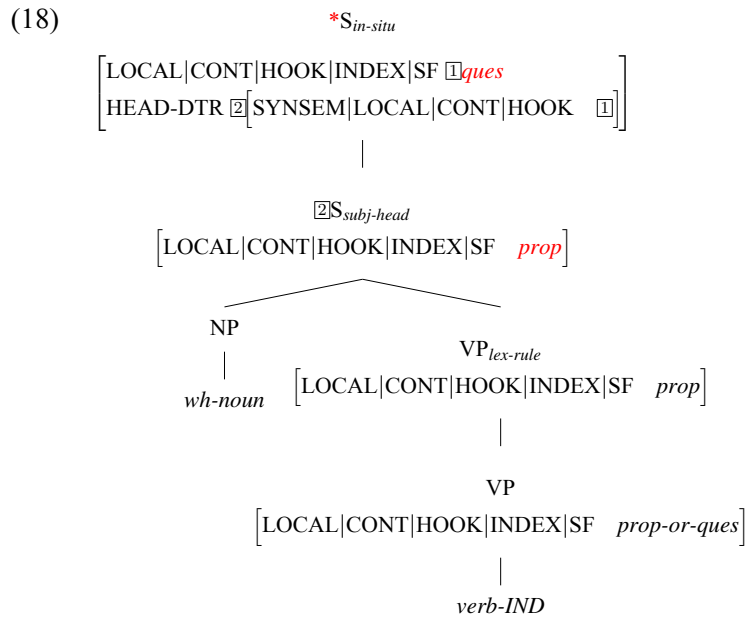 (18)
*S in-situ
[LOCAL|CONT|HOOK|INDEX|SF 1 ques
HEAD-DTR 2 [SYNSEM|LOCAL|CONT|HOOK 1]]
2 S subj-head
[LOCAL|CONT|HOOK|INDEX|SF prop]
NP
wh-noun
VP lex-rule
[LOCAL|CONT|HOOK|INDEX|SF prop]
VP
[LOCAL|CONT|HOOK|INDEX|SF prop-or-ques]
verb-IND